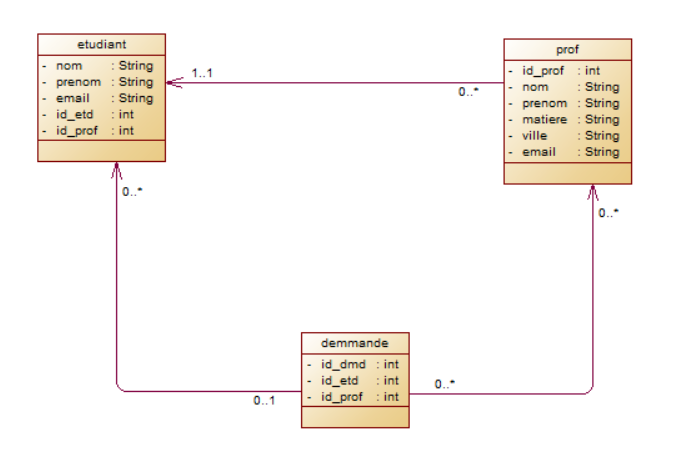 etudiant
- nom : String
- prenom : String
- email : String
- id_etd : int
- id_prof : int
prof
- id_prof : int
- nom : String
- prenom : String
- matiere : String
- ville : String
- email : String
1..1
0..*
0..*
0..*
demmande
- id_dmd : int
- id_etd : int
- id_prof : int
0..1
0..*